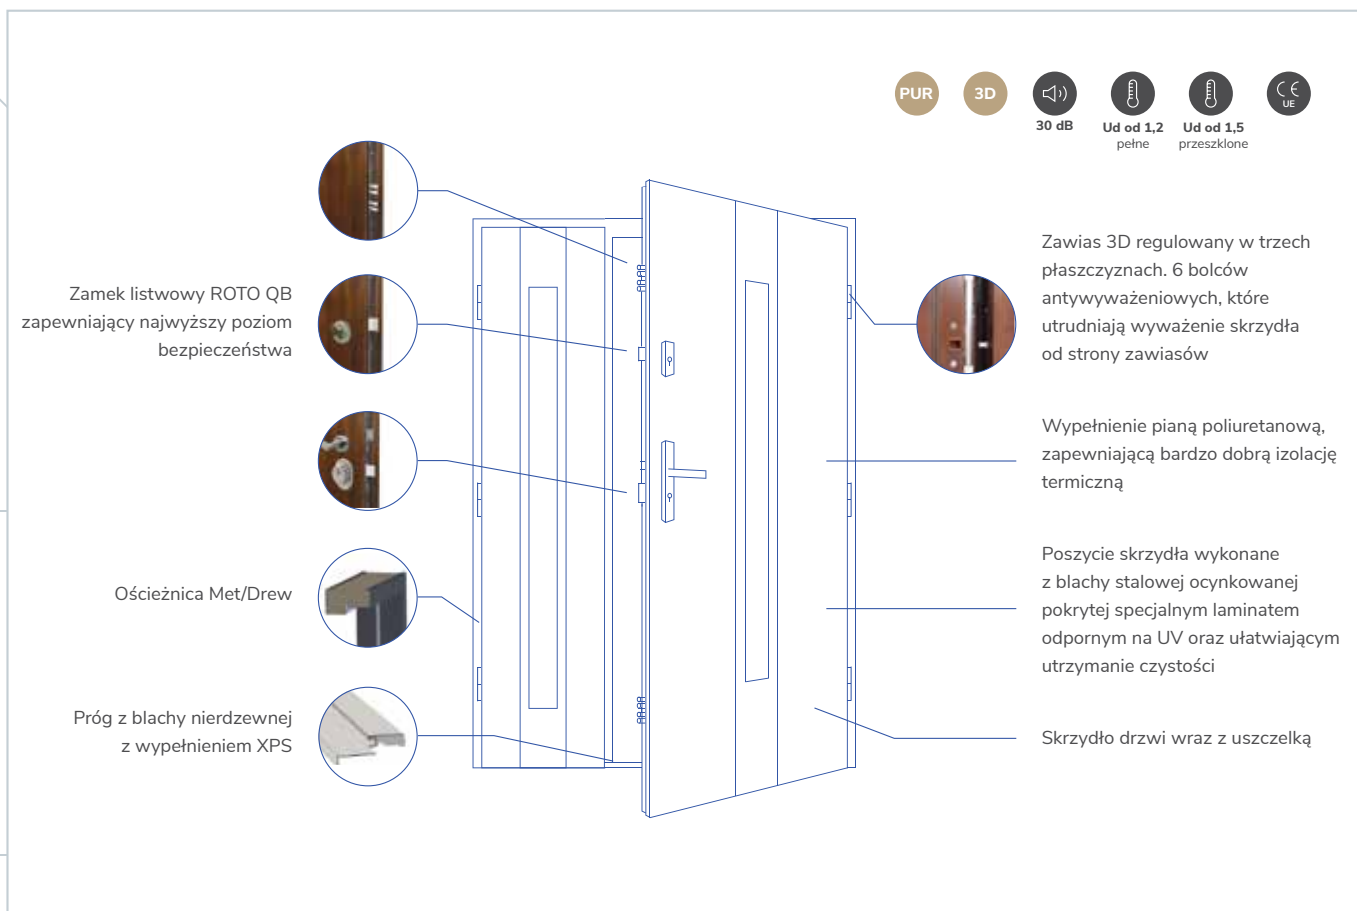 PUR
3D
30 dB
Ud od 1,2
pełne
Ud od 1,5
przeszklone
CE
UE
Zamek listwowy ROTO QB
zapewniający najwyższy poziom
bezpieczeństwa
Ościeżnica Met/Drew
Próg z blachy nierdzewnej
z wypełnieniem XPS
Zawias 3D regulowany w trzech
płaszczyznach. 6 bolców
antywyważeniowych, które
utrudniają wyważenie skrzydła
od strony zawiasów
Wypełnienie pianą poliuretanową,
zapewniającą bardzo dobrą izolację
termiczną
Poszycie skrzydła wykonane
z blachy stalowej ocynkowanej
pokrytej specjalnym laminatem
odpornym na UV oraz ułatwiającym
utrzymanie czystości
Skrzydło drzwi wraz z uszczelką